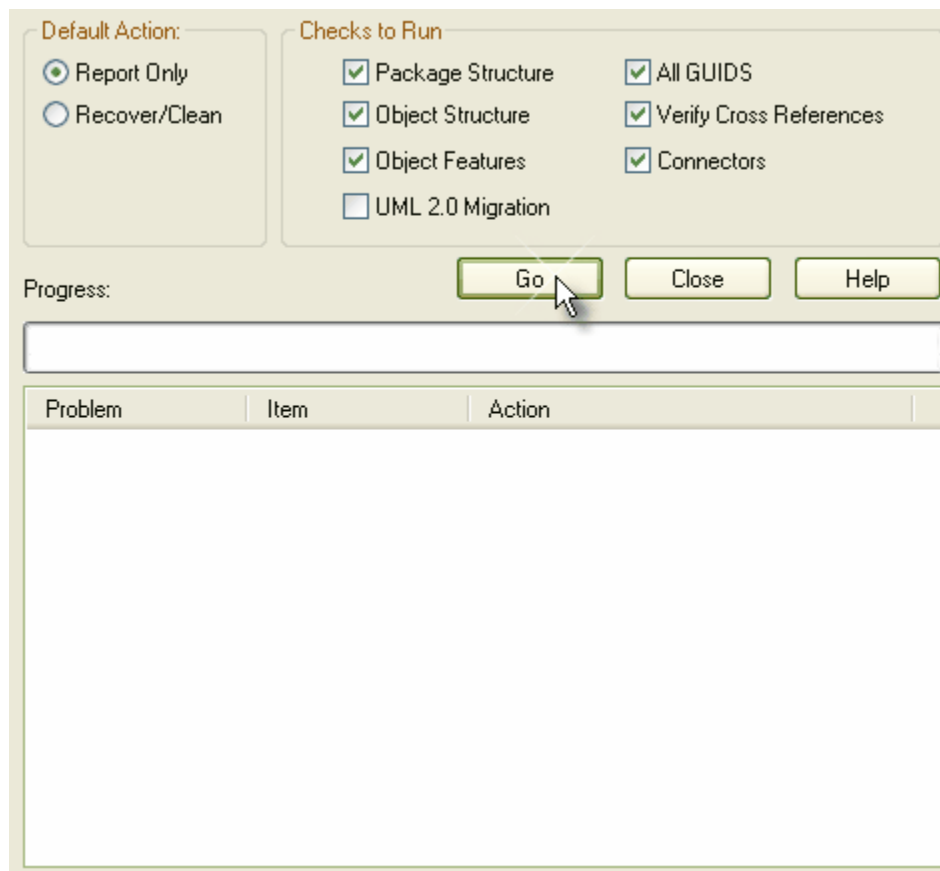 Default Action:
Checks to Run
Report Only
Recover/Clean
Package Structure
All GUIDS
Object Structure
Verify Cross References
Object Features
Connectors
UML 2.0 Migration
Go
Close
Help
Progress:
Problem
Item
Action